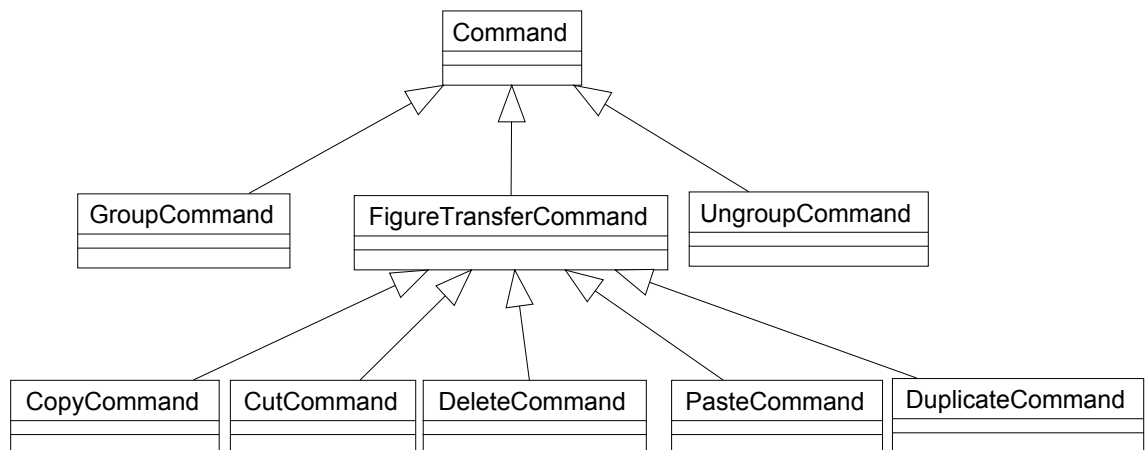 Command
GroupCommand
FigureTransferCommand
UngroupCommand
CopyCommand
CutCommand
DeleteCommand
PasteCommand
DuplicateCommand